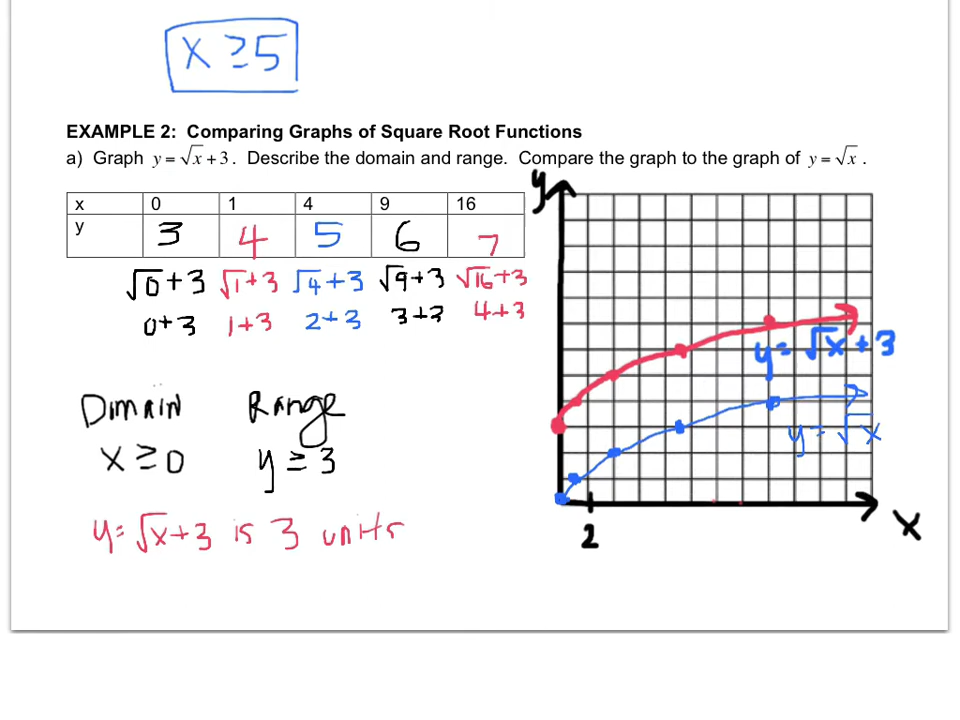 x ≥ 5
EXAMPLE 2: Comparing Graphs of Square Root Functions
a) Graph y = √x + 3. Describe the domain and range. Compare the graph to the graph of y = √x.
x 0 1 4 9 16
y 3 4 5 6 7
√0+3 √1+3 √4+3 √9+3 √16+3
0+3 1+3 2+3 3+3 4+3
Domain Range
x ≥ 0 y ≥ 3
y = √x+3 is 3 units
y
y = √x + 3
y = √x
2
x